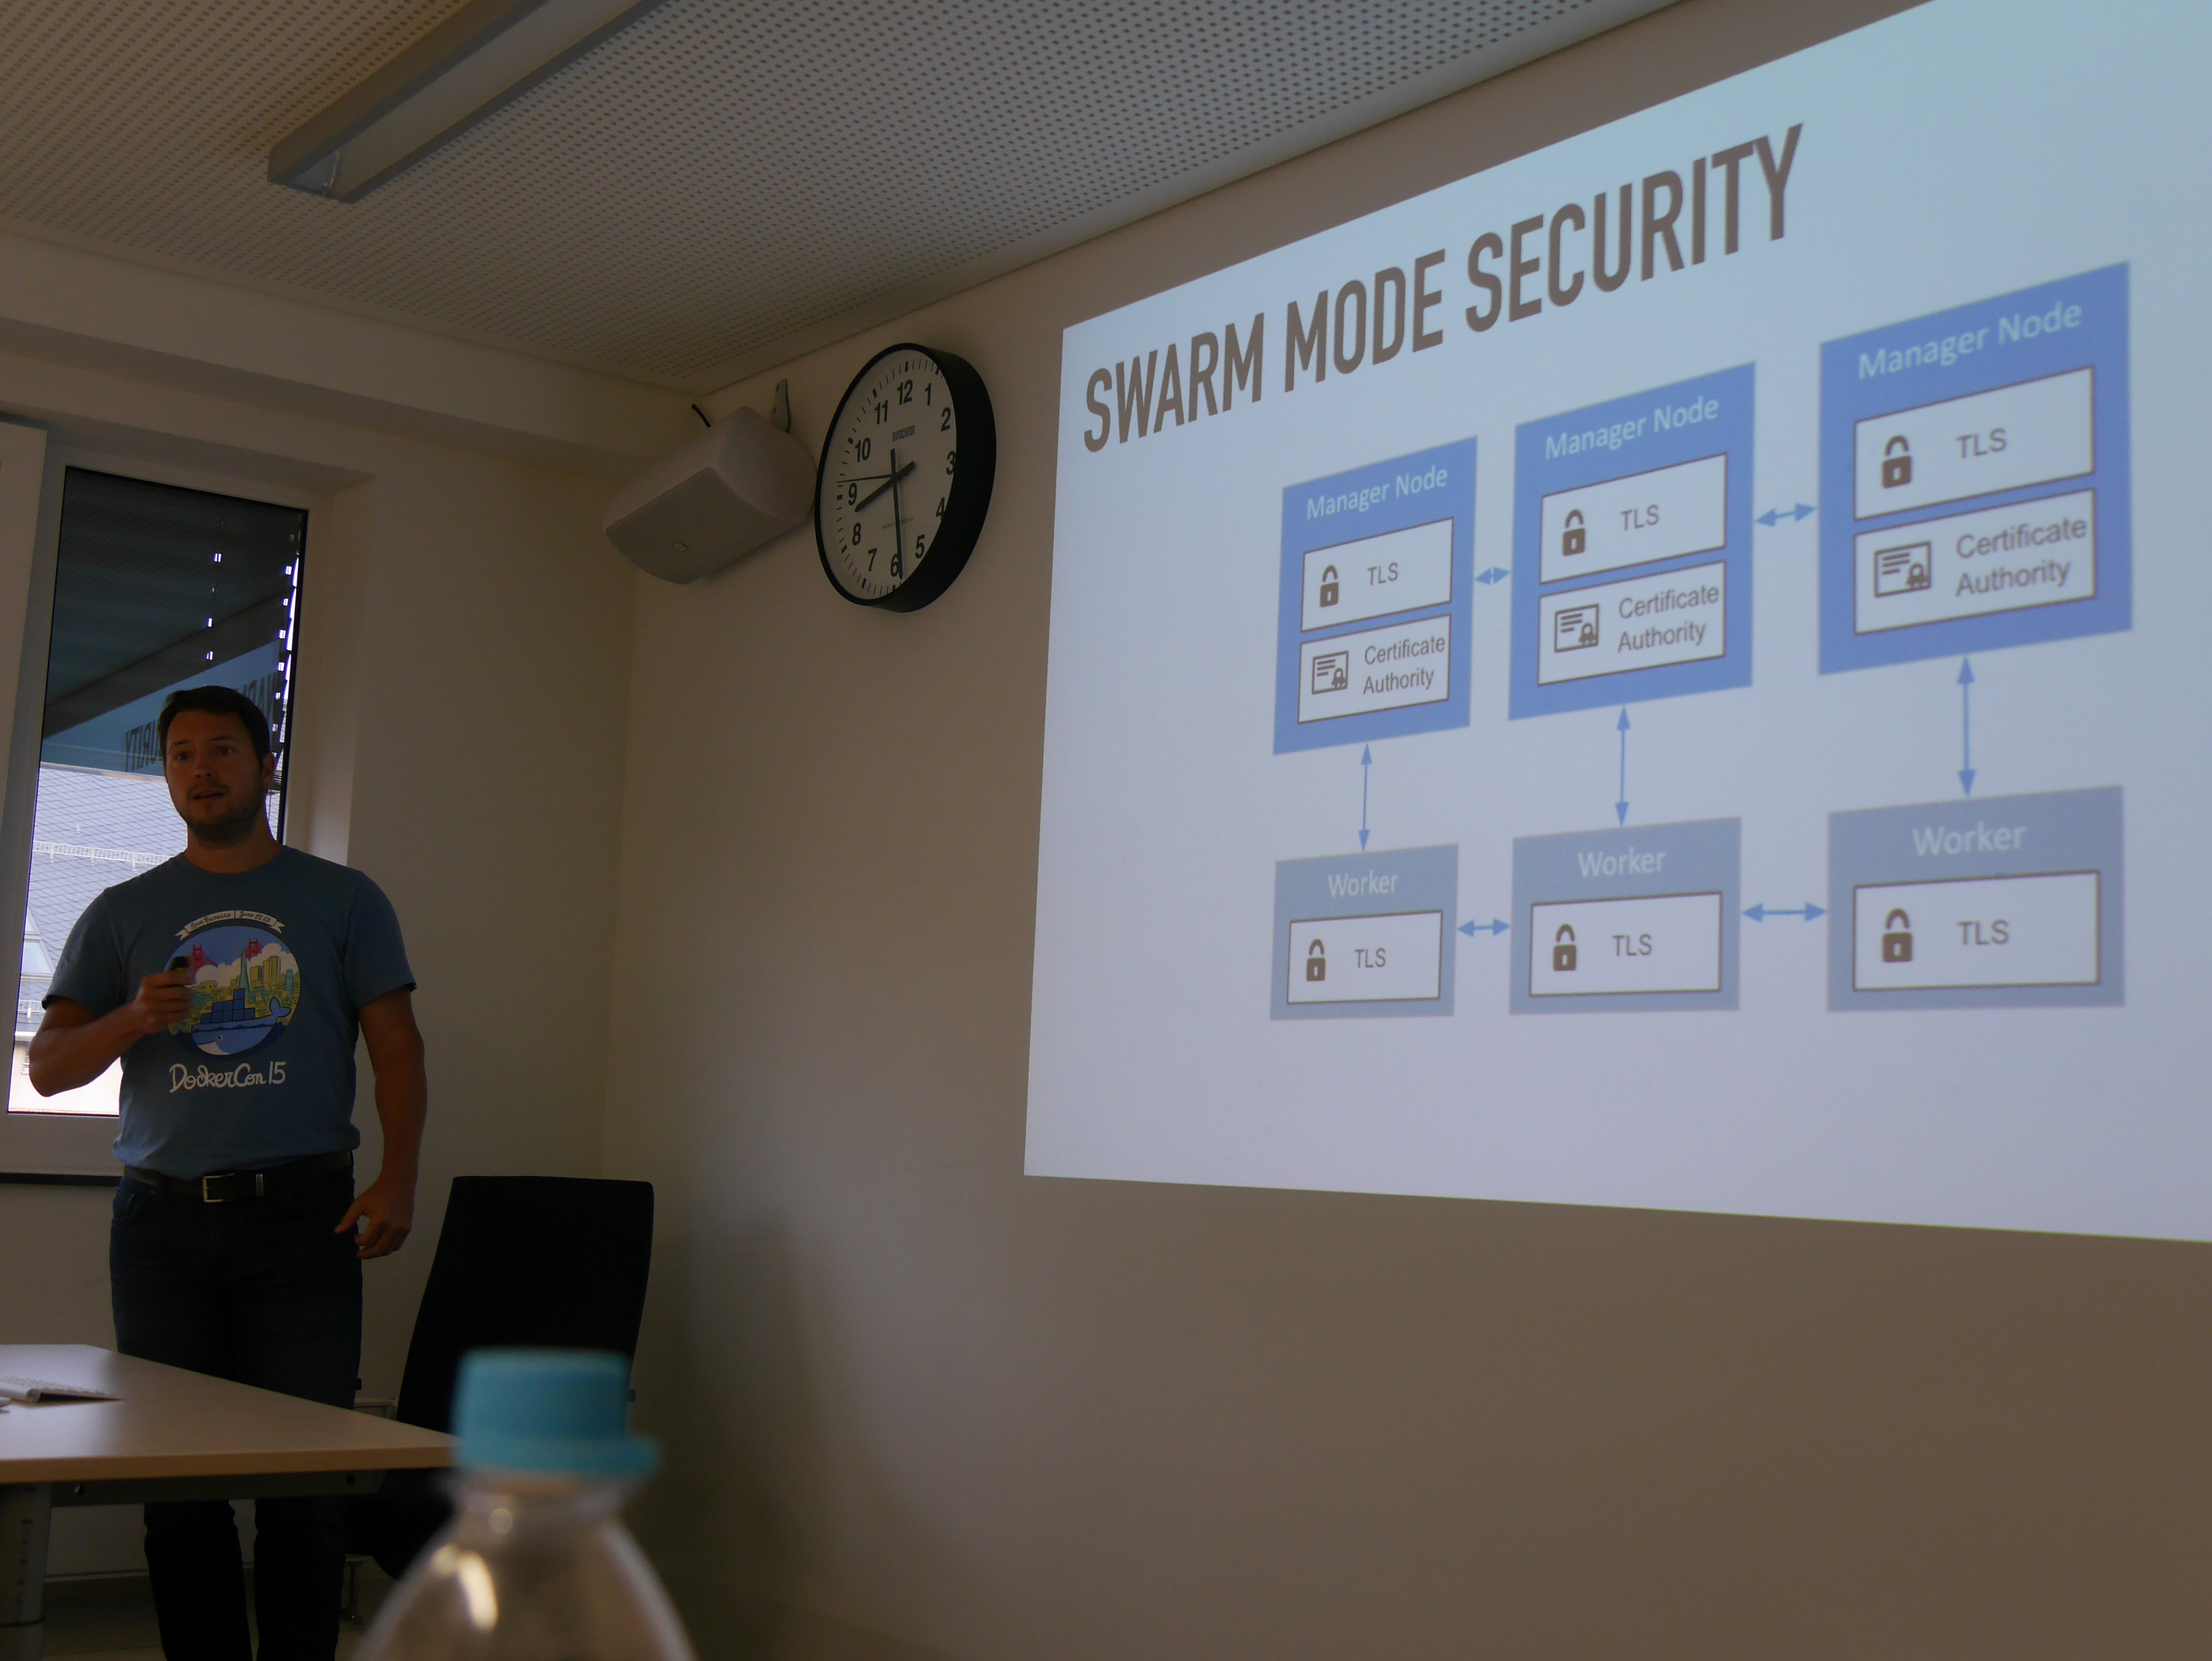 SWARM MODE SECURITY
Manager Node
TLS
Certificate
Authority
Manager Node
TLS
Certificate
Authority
Manager Node
TLS
Certificate
Authority
Worker
TLS
Worker
TLS
Worker
TLS
12
1
2
3
4
5
6
7
8
9
10
11
DockerCon 15